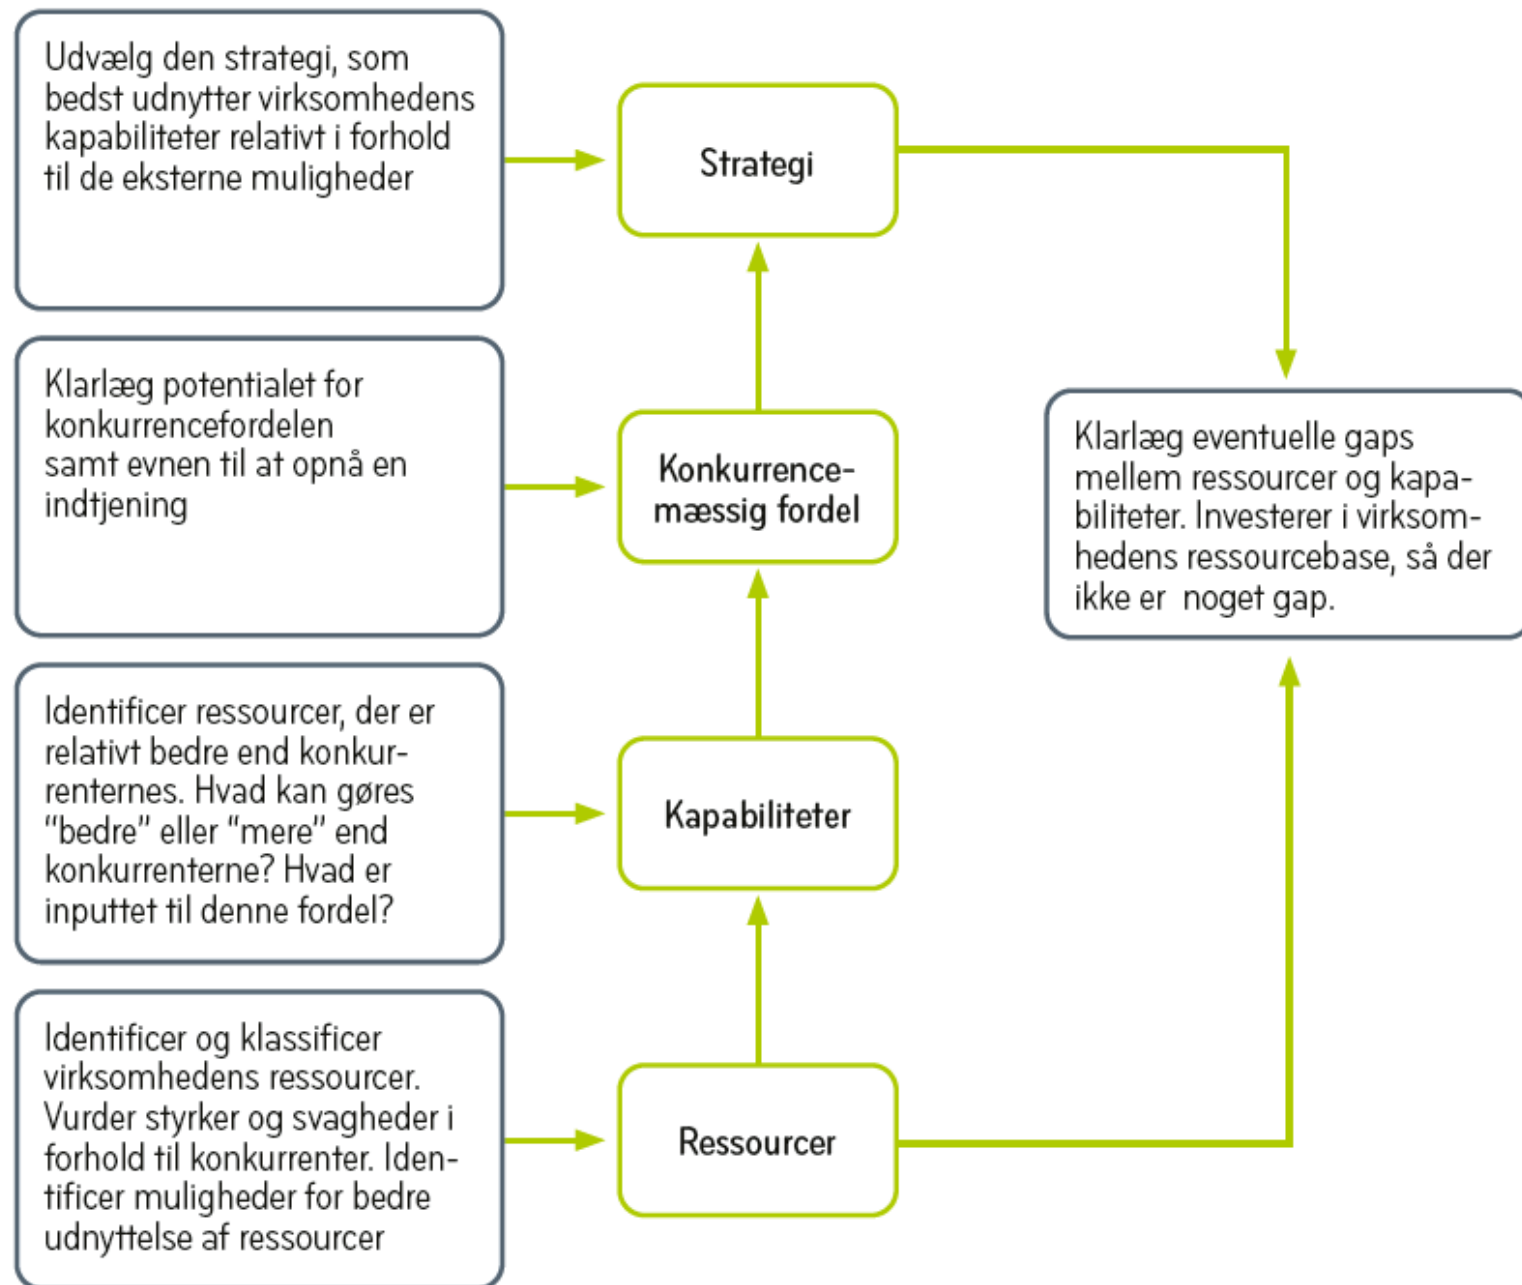 Udvælg den strategi, som
bedst udnytter virksomhedens
kapabiliteter relativt i forhold
til de eksterne muligheder
Strategi
Klarlæg potentialet for
konkurrencefordelen
samt evnen til at opnå en
indtjening
Konkurrence-
mæssig fordel
Klarlæg eventuelle gaps
mellem ressourcer og kapa-
biliteter. Investerer i virksom-
hedens ressourcebase, så der
ikke er noget gap.
Identificer ressourcer, der er
relativt bedre end konkur-
renternes. Hvad kan gøres
“bedre” eller “mere” end
konkurrenterne? Hvad er
inputtet til denne fordel?
Kapabiliteter
Identificer og klassificer
virksomhedens ressourcer.
Vurder styrker og svagheder i
forhold til konkurrenter. Iden-
tificer muligheder for bedre
udnyttelse af ressourcer
Ressourcer